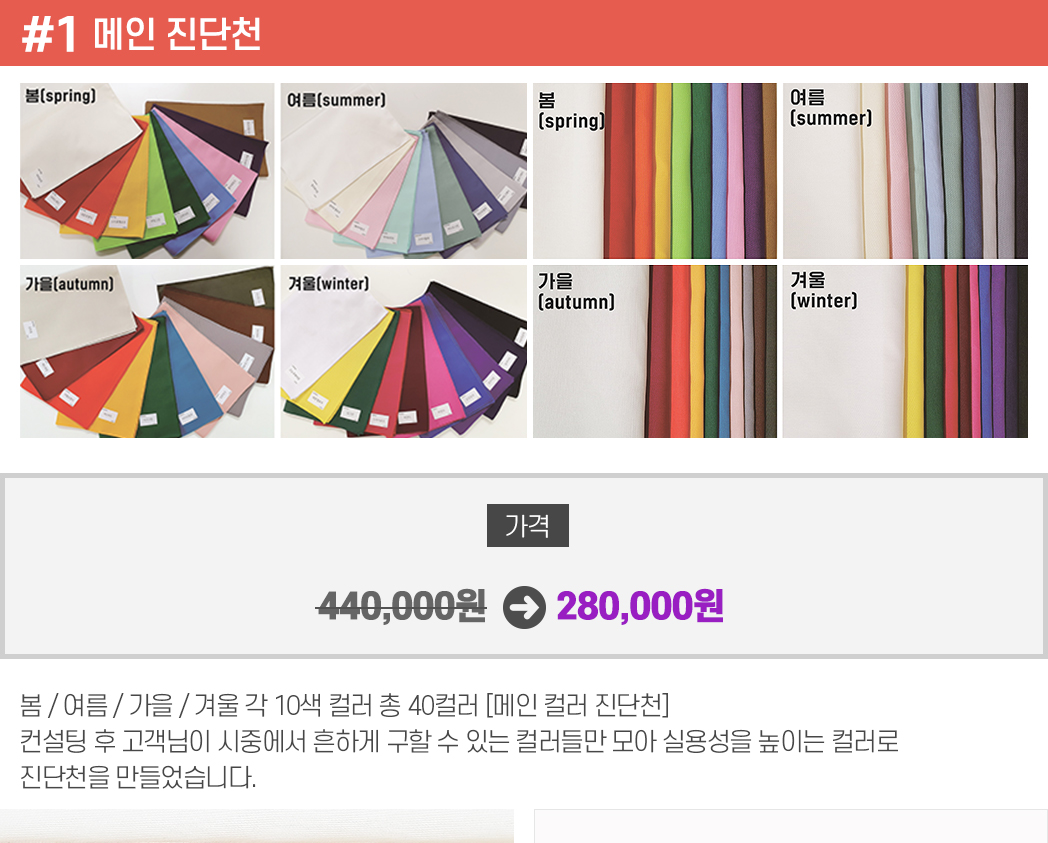 #1 메인 진단천
봄(spring)
여름(summer)
봄
(spring)
여름
(summer)
가을(autumn)
겨울(winter)
가을
(autumn)
겨울
(winter)
가격
440,000원 280,000원
봄 / 여름 / 가을 / 겨울 각 10색 컬러 총 40컬러 [메인 컬러 진단천]
컨설팅 후 고객님이 시중에서 흔하게 구할 수 있는 컬러들만 모아 실용성을 높이는 컬러로
진단천을 만들었습니다.